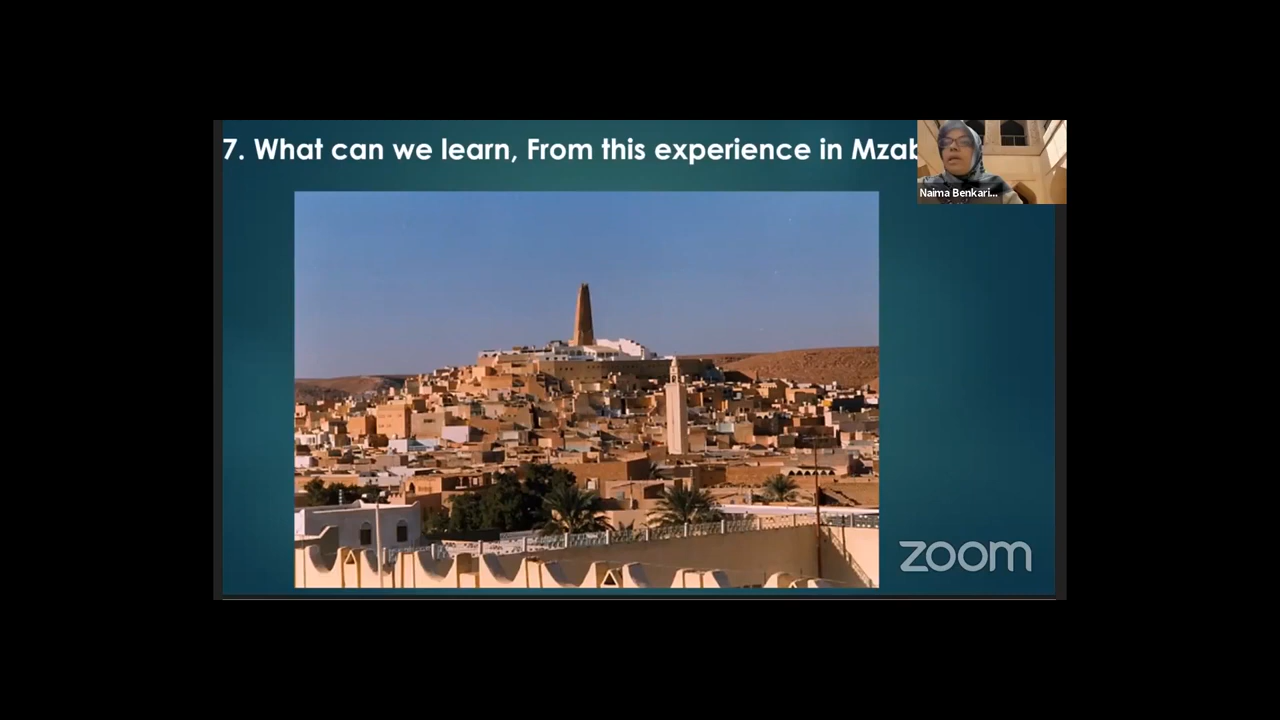 7. What can we learn, From this experience in Mzab
Naima Benkari...
zoom